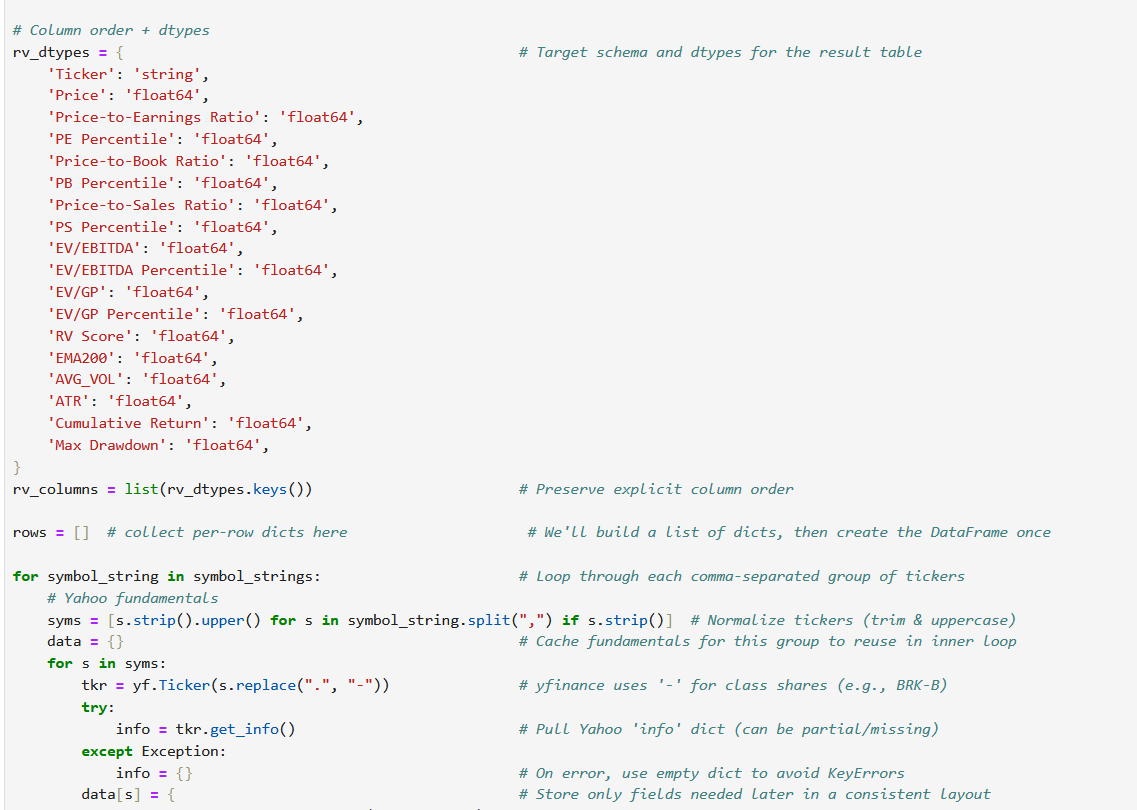 # Column order + dtypes
rv_dtypes = { # Target schema and dtypes for the result table
'Ticker': 'string',
'Price': 'float64',
'Price-to-Earnings Ratio': 'float64',
'PE Percentile': 'float64',
'Price-to-Book Ratio': 'float64',
'PB Percentile': 'float64',
'Price-to-Sales Ratio': 'float64',
'PS Percentile': 'float64',
'EV/EBITDA': 'float64',
'EV/EBITDA Percentile': 'float64',
'EV/GP': 'float64',
'EV/GP Percentile': 'float64',
'RV Score': 'float64',
'EMA200': 'float64',
'AVG_VOL': 'float64',
'ATR': 'float64',
'Cumulative Return': 'float64',
'Max Drawdown': 'float64',
}
rv_columns = list(rv_dtypes.keys()) # Preserve explicit column order
rows = [] # collect per-row dicts here # We'll build a list of dicts, then create the DataFrame once
for symbol_string in symbol_strings: # Loop through each comma-separated group of tickers
# Yahoo fundamentals
syms = [s.strip().upper() for s in symbol_string.split(",") if s.strip()] # Normalize tickers (trim & uppercase)
data = {} # Cache fundamentals for this group to reuse in inner loop
for s in syms:
tkr = yf.Ticker(s.replace(".", "-")) # yfinance uses '-' for class shares (e.g., BRK-B)
try:
info = tkr.get_info() # Pull Yahoo 'info' dict (can be partial/missing)
except Exception:
info = {} # On error, use empty dict to avoid KeyErrors
data[s] = { # Store only fields needed later in a consistent layout